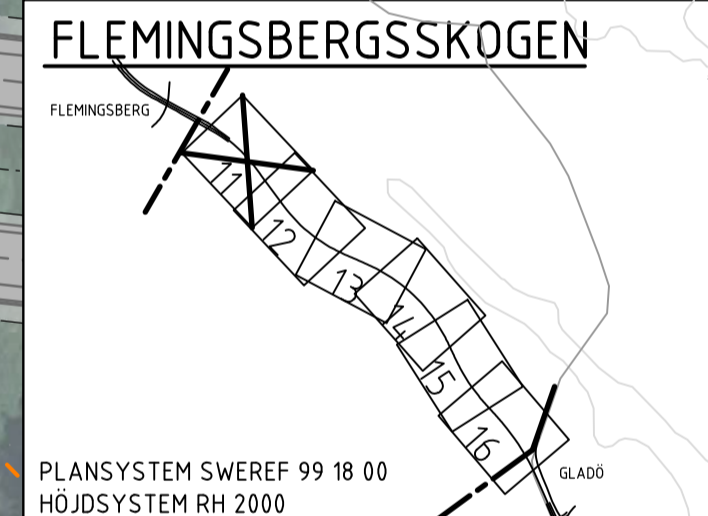 FLEMINGSBERGSSKOGEN
FLEMINGSBERG
11
12
13
14
15
16
GLADÖ
PLANSYSTEM SWEREF 99 18 00
HÖJDSYSTEM RH 2000